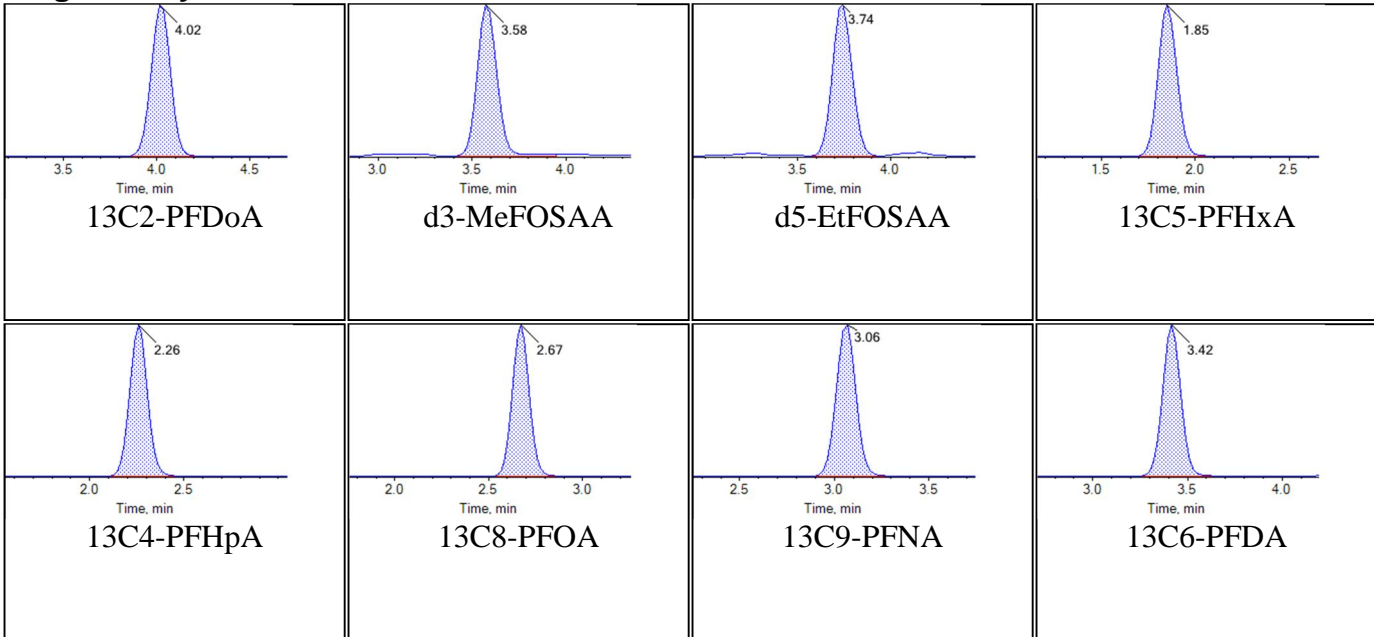 4.02
3.5 4.0 4.5
Time, min
13C2-PFDoA
3.58
3.0 3.5 4.0
Time, min
d3-MeFOSAA
3.74
3.5 4.0
Time, min
d5-EtFOSAA
1.85
1.5 2.0 2.5
Time, min
13C5-PFHxA
2.26
2.0 2.5
Time, min
13C4-PFHpA
2.67
2.0 2.5 3.0
Time, min
13C8-PFOA
3.06
2.5 3.0 3.5
Time, min
13C9-PFNA
3.42
3.0 3.5 4.0
Time, min
13C6-PFDA